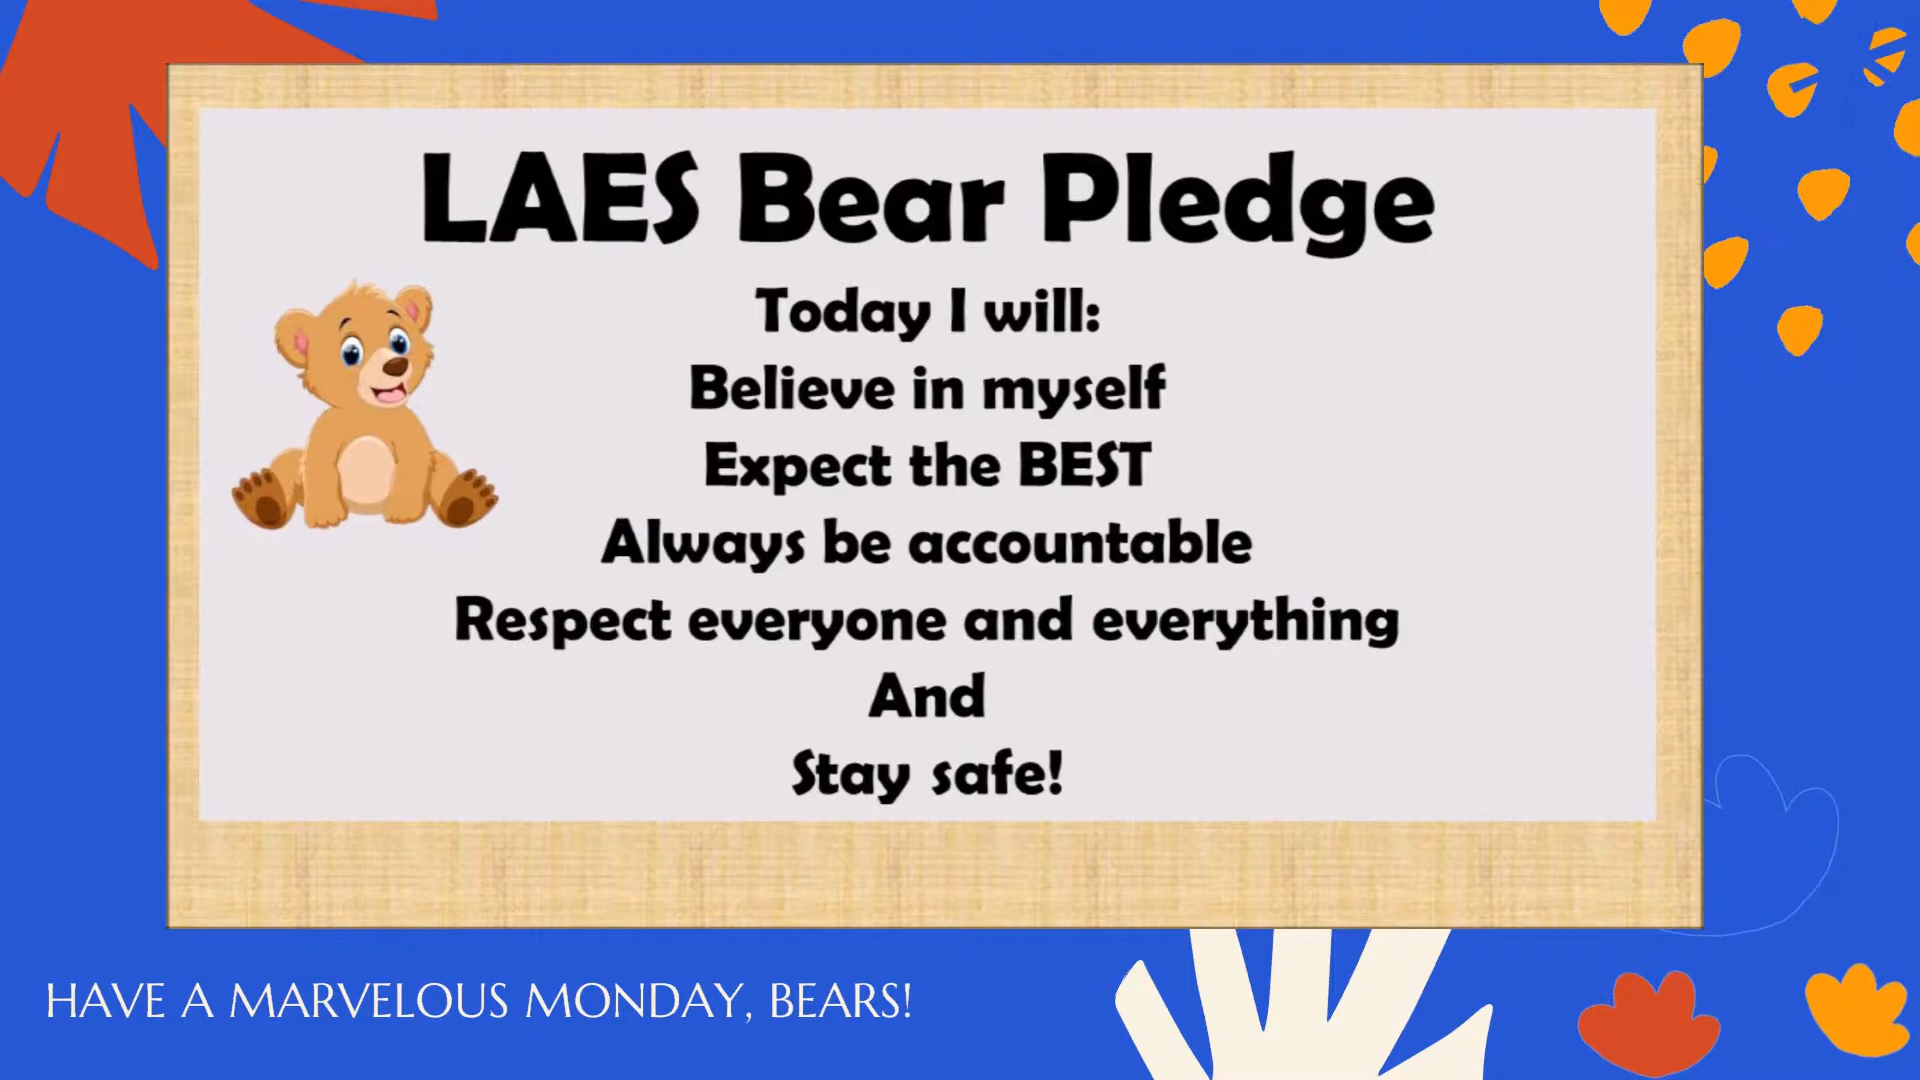 LAES Bear Pledge
Today I will:
Believe in myself
Expect the BEST
Always be accountable
Respect everyone and everything
And
Stay safe!
HAVE A MARVELOUS MONDAY, BEARS!